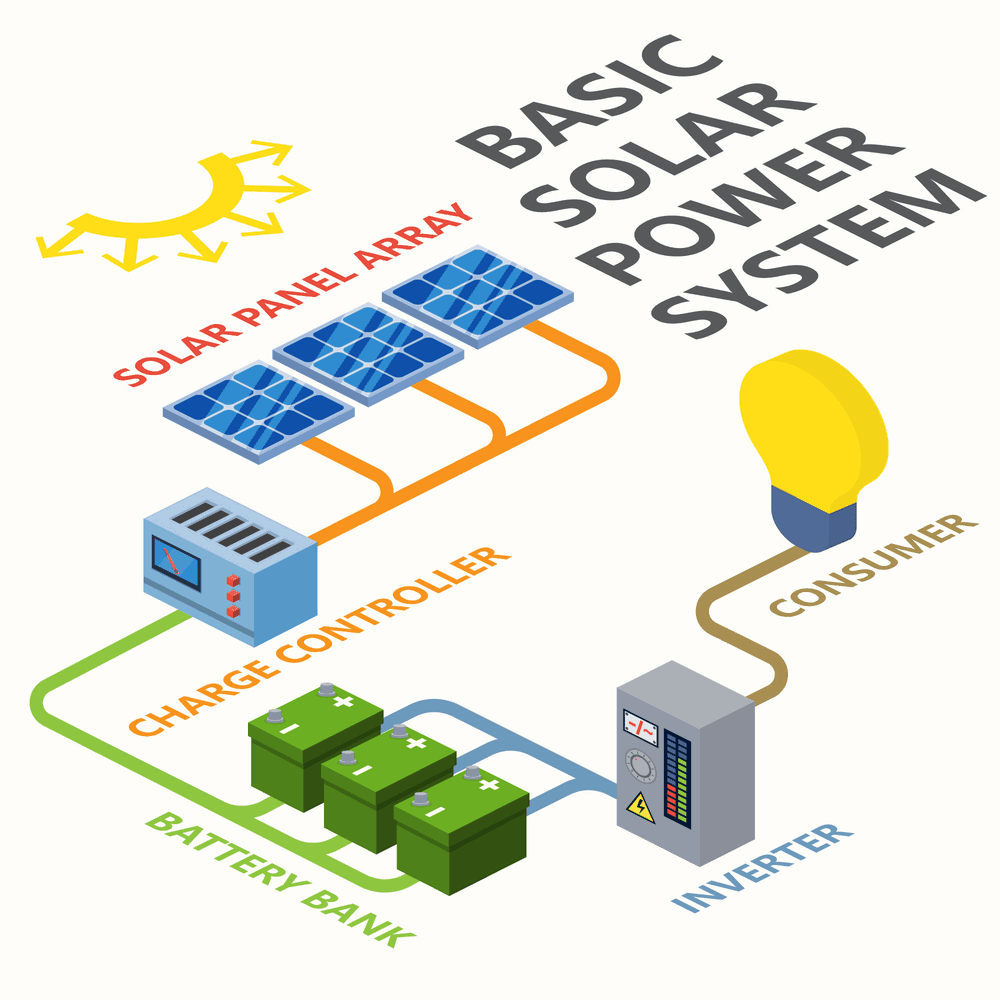 BASIC
SOLAR
POWER
SYSTEM
SOLAR PANEL ARRAY
CHARGE CONTROLLER
CONSUMER
BATTERY BANK
INVERTER